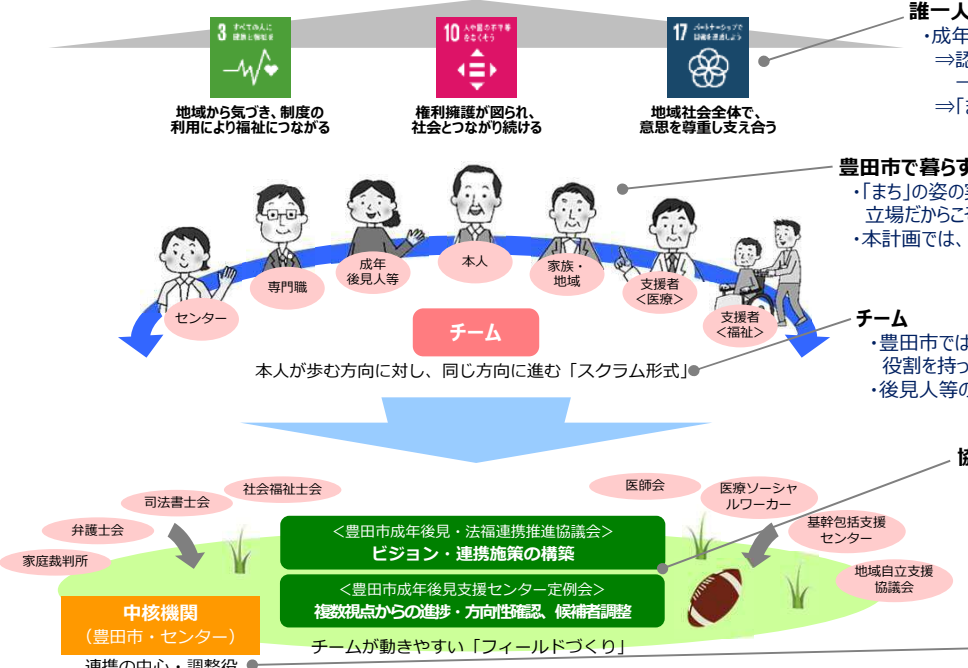 誰一人
・成年
⇒認
⇒「
3 すべての人に
健康と福祉を
10 人や国の不平等
をなくそう
17 パートナーシップで
目標を達成しよう
地域から気づき、制度の
利用により福祉につながる
権利擁護が図られ、
社会とつながり続ける
地域社会全体で、
意思を尊重し支え合う
豊田市で暮らす
・「まち」の姿の実
立場だからこそ
・本計画では、
センター
専門職
成年
後見人等
本人
家族・
地域
支援者
<医療>
支援者
<福祉>
チーム
本人が歩む方向に対し、同じ方向に進む「スクラム形式」
チーム
・豊田市では
役割を持っ
・後見人等の
協
家庭裁判所
弁護士会
司法書士会
社会福祉士会
医師会
医療ソーシャ
ルワーカー
基幹包括支援
センター
地域自立支援
協議会
<豊田市成年後見・法福連携推進協議会>
ビジョン・連携施策の構築
<豊田市成年後見支援センター定例会>
複数視点からの進捗・方向性確認、候補者調整
中核機関
(豊田市・センター)
チームが動きやすい「フィールドづくり」
連携の中心・調整役